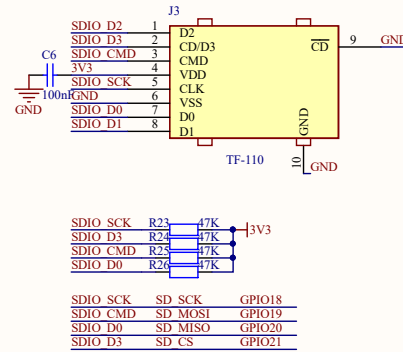 J3
SDIO_D2 1 D2
SDIO_D3 2 CD/D3 CD 9 GND
C6 SDIO_CMD 3 CMD
3V3 4 VDD
SDIO_SCK 5 CLK
100nF GND 6 VSS
GND SDIO_D0 7 D0
SDIO_D1 8 D1 GND
TF-110 10 GND
SDIO_SCK R23 47K 3V3
SDIO_D3 R24 47K
SDIO_CMD R25 47K
SDIO_D0 R26 47K
SDIO_SCK SD_SCK GPIO18
SDIO_CMD SD_MOSI GPIO19
SDIO_D0 SD_MISO GPIO20
SDIO_D3 SD_CS GPIO21